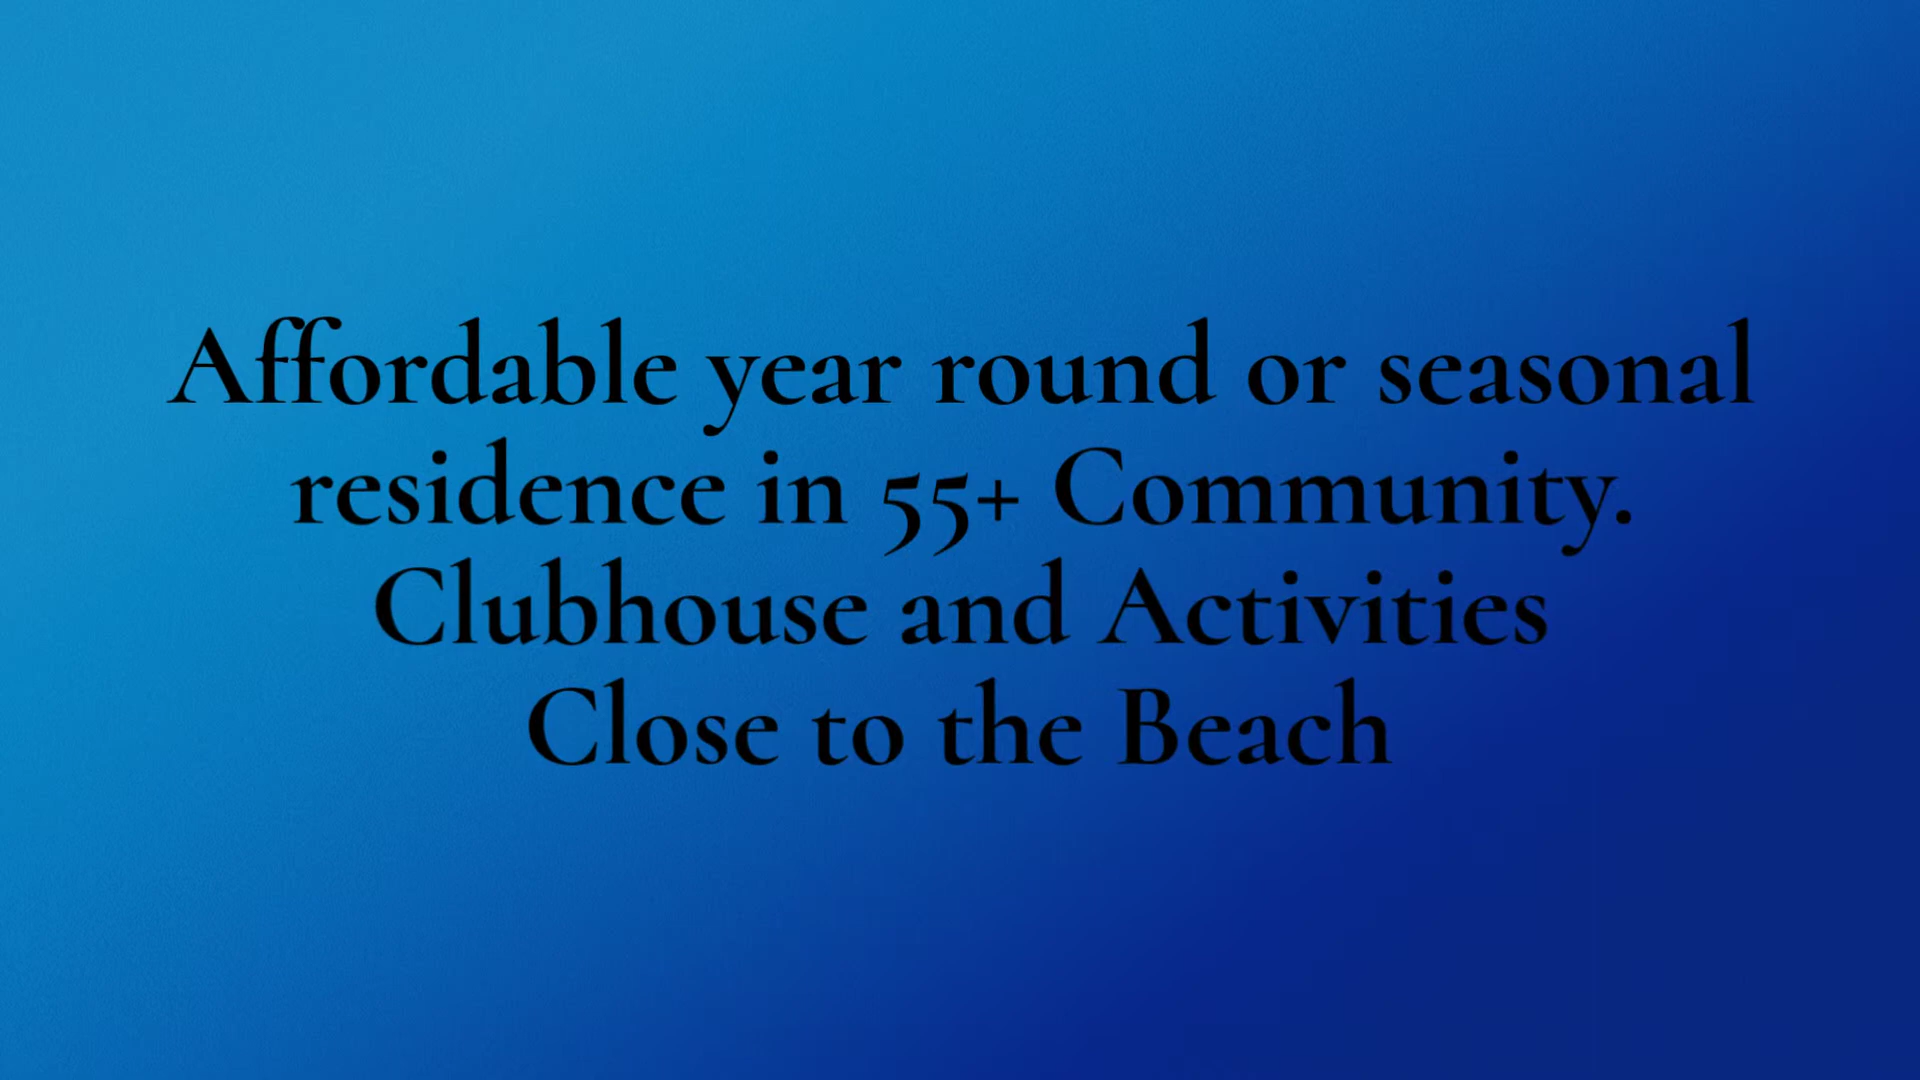 Affordable year round or seasonal
residence in 55+ Community.
Clubhouse and Activities
Close to the Beach